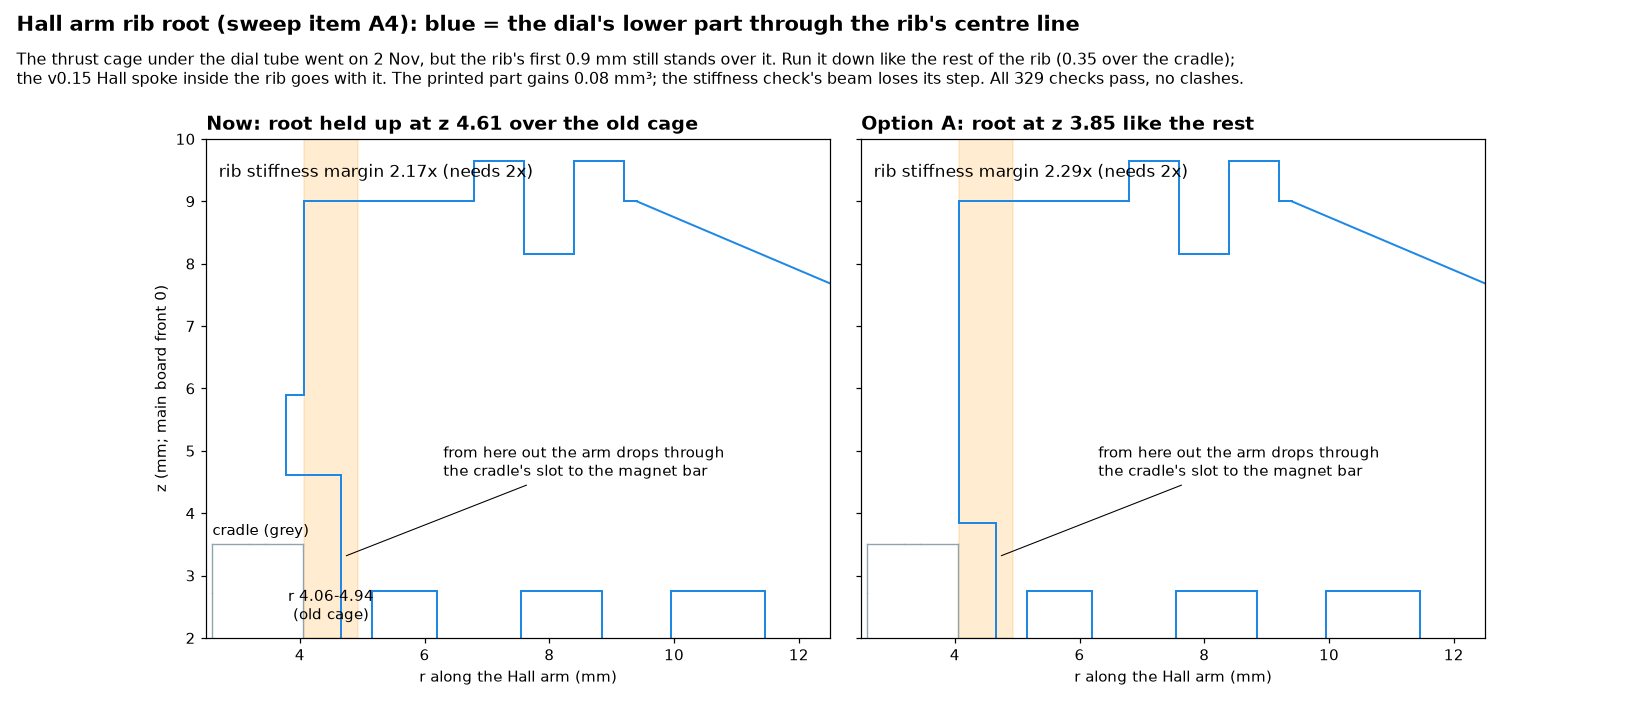 Hall arm rib root (sweep item A4): blue = the dial's lower part through the rib's centre line
The thrust cage under the dial tube went on 2 Nov, but the rib's first 0.9 mm still stands over it. Run it down like the rest of the rib (0.35 over the cradle);
the v0.15 Hall spoke inside the rib goes with it. The printed part gains 0.08 mm³; the stiffness check's beam loses its step. All 329 checks pass, no clashes.
Now: root held up at z 4.61 over the old cage
rib stiffness margin 2.17x (needs 2x)
from here out the arm drops through
the cradle's slot to the magnet bar
cradle (grey)
r 4.06-4.94
(old cage)
z (mm; main board front 0)
10
9
8
7
6
5
4
3
2
4
6
8
10
12
r along the Hall arm (mm)
Option A: root at z 3.85 like the rest
rib stiffness margin 2.29x (needs 2x)
from here out the arm drops through
the cradle's slot to the magnet bar
4
6
8
10
12
r along the Hall arm (mm)